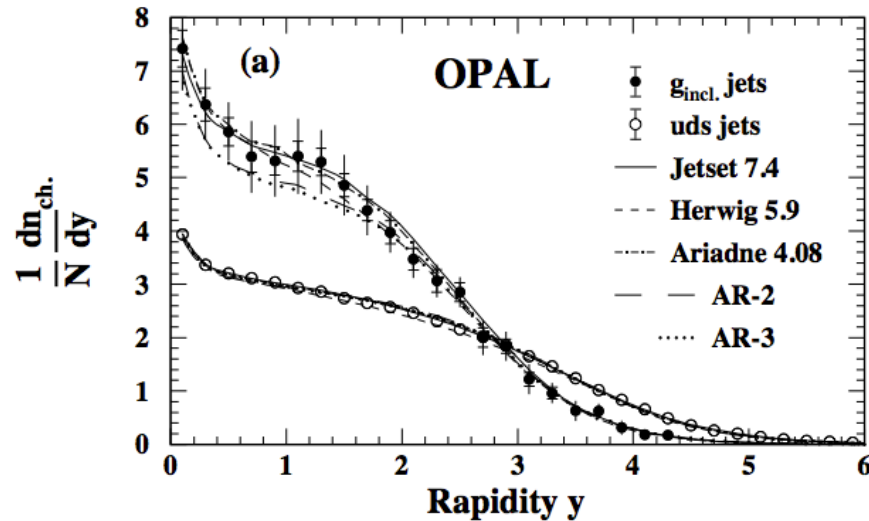 (a)
OPAL
g incl. jets
uds jets
Jetset 7.4
Herwig 5.9
Ariadne 4.08
AR-2
AR-3
1 dn ch.
N dy
8
7
6
5
4
3
2
1
0
0 1 2 3 4 5 6
Rapidity y